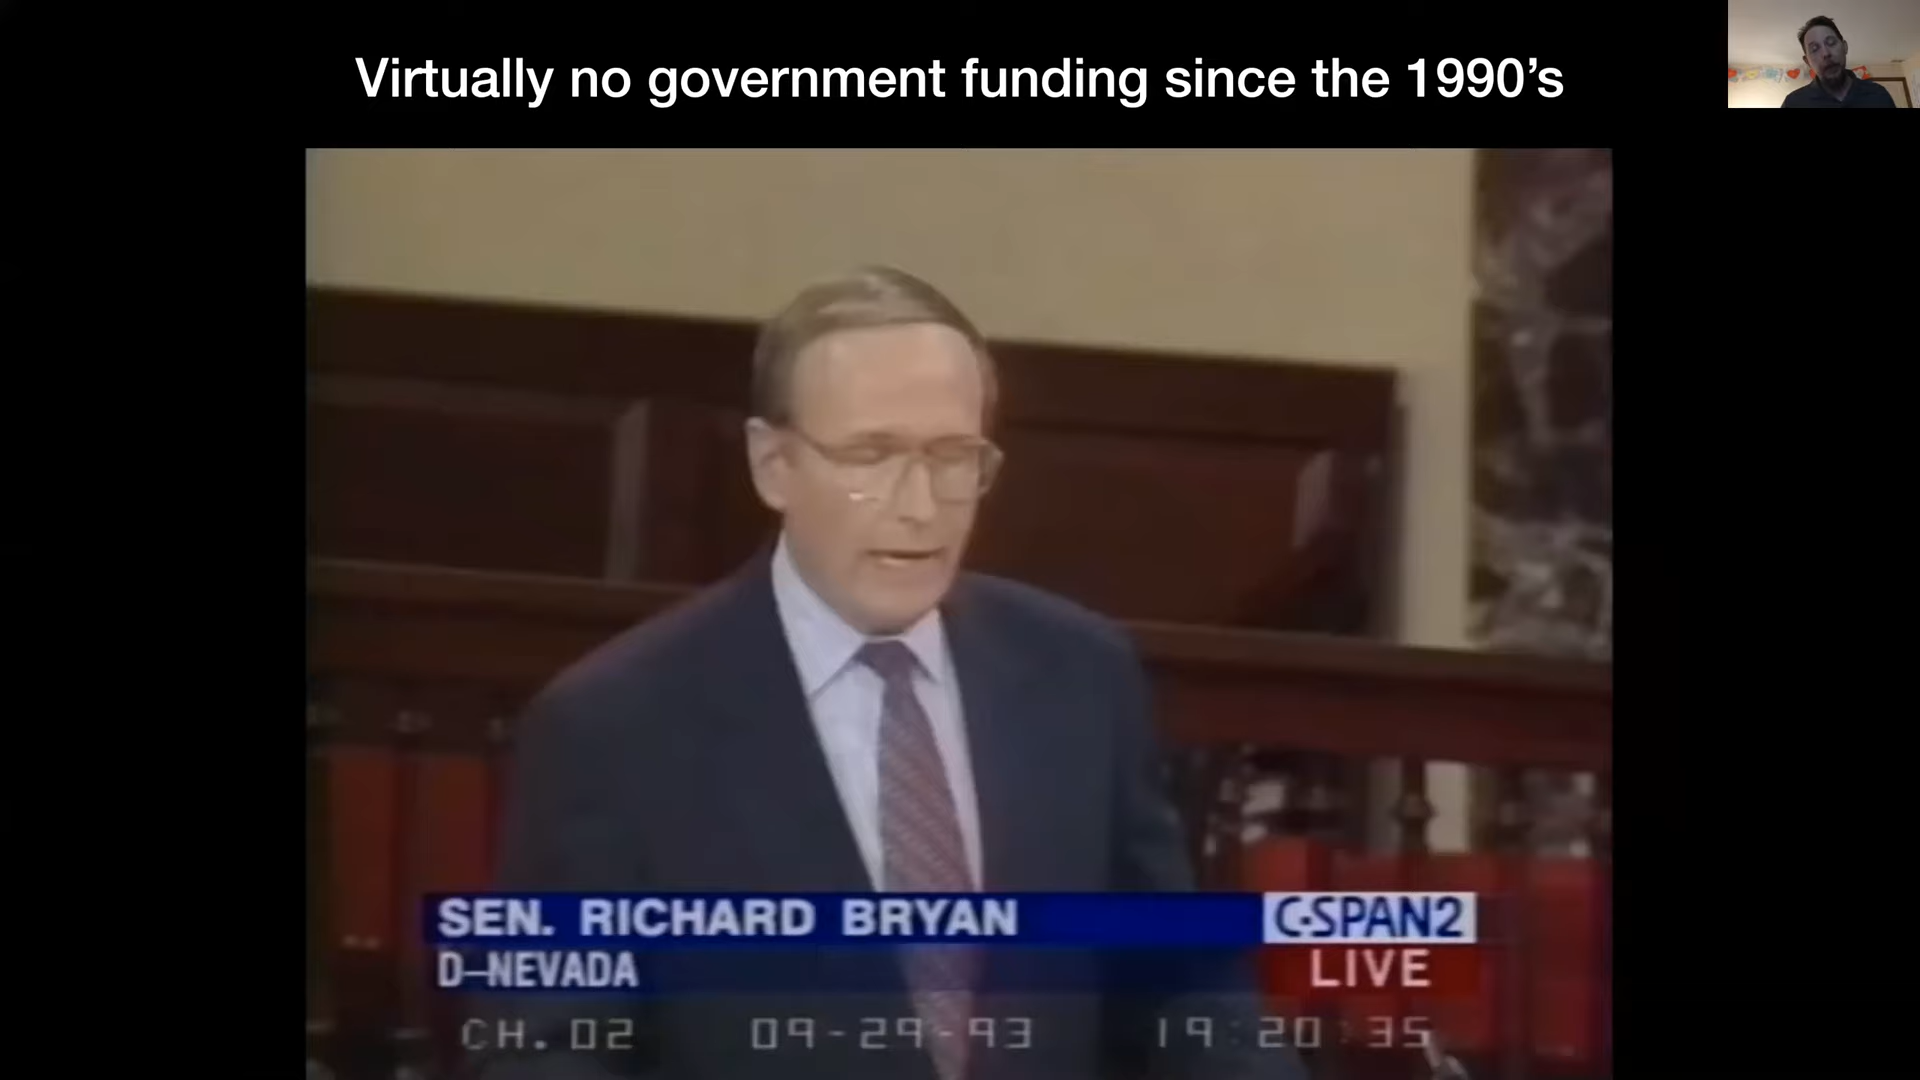 Virtually no government funding since the 1990’s
SEN. RICHARD BRYAN
C-SPAN2
D–NEVADA
LIVE
CH. 02 09-29-93 19:20:35